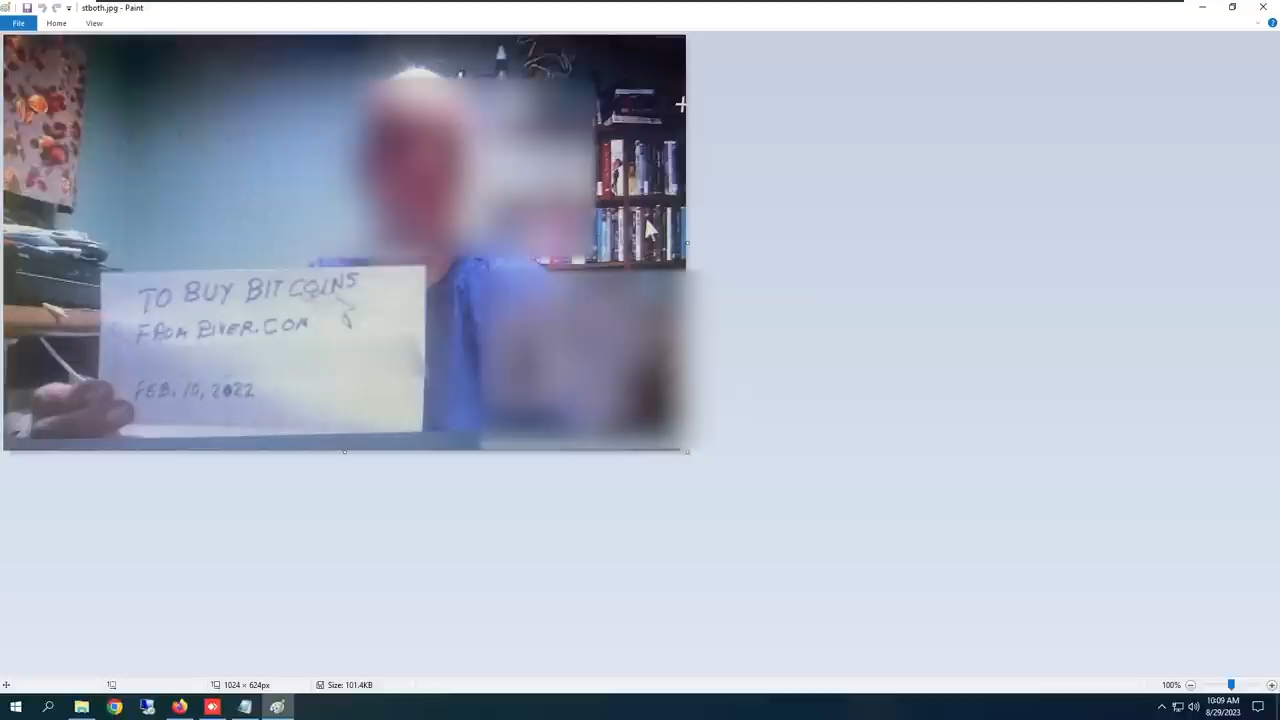 stboth.jpg - Paint
File Home View
TO BUY BITCOINS
FROM RIVER.COM
FEB. 10, 2022
1024 × 624px Size: 101.4KB 100%
10:09 AM
8/29/2023